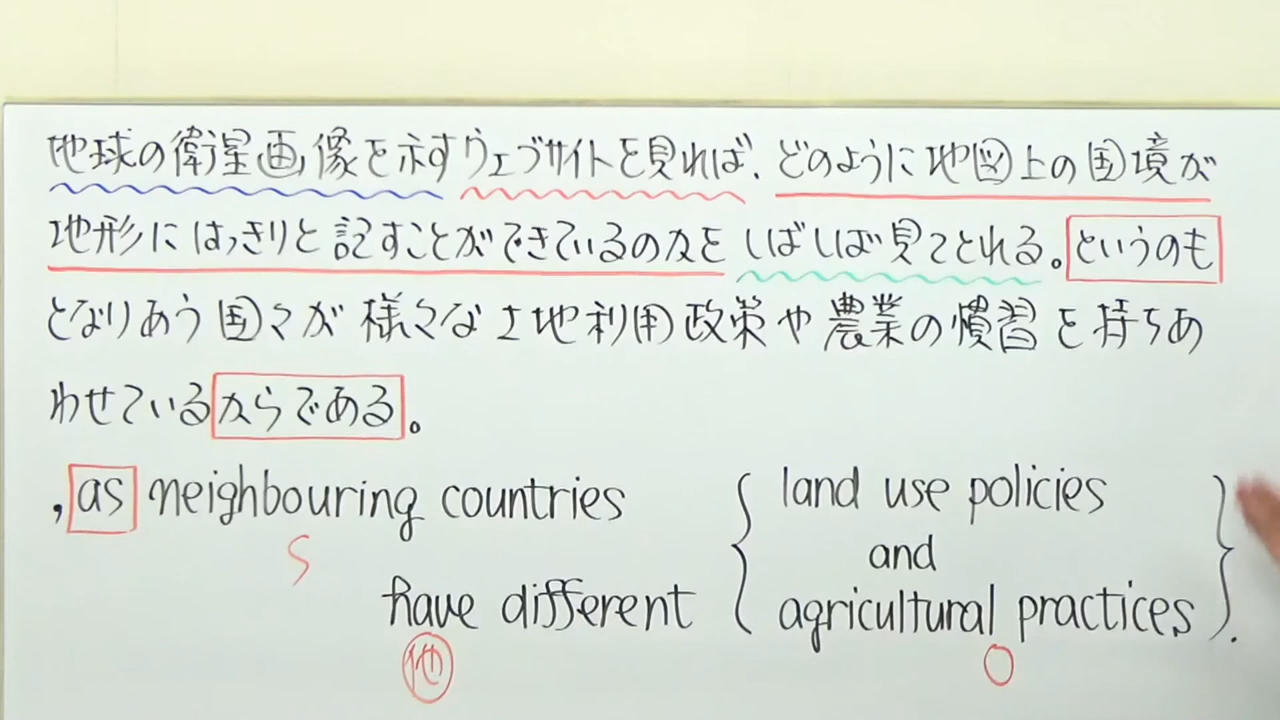 地球の衛星画像を示すウェブサイトを見れば、どのように地図上の国境が
地形にはっきりと記すことができているのかをしばしば見てとれる。というのも
となりあう国々が様々な土地利用政策や農業の慣習を持ちあ
わせているからである。
, as neighbouring countries
S
have different
他
land use policies
and
agricultural practices.
O